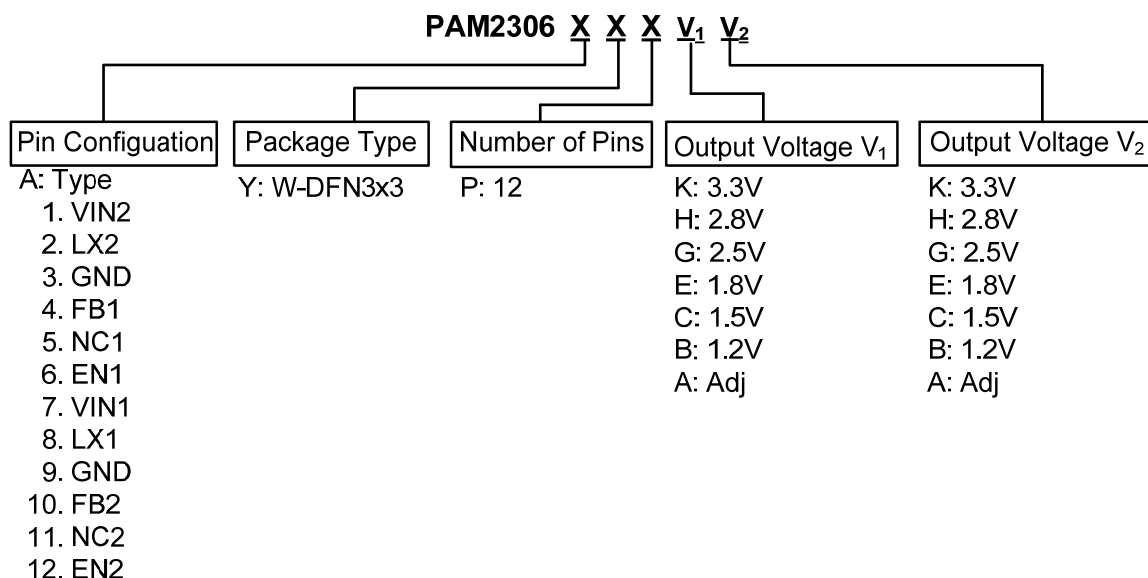 PAM2306 X X X V₁ V₂
Pin Configuation
A: Type
1. VIN2
2. LX2
3. GND
4. FB1
5. NC1
6. EN1
7. VIN1
8. LX1
9. GND
10. FB2
11. NC2
12. EN2
Package Type
Y: W-DFN3x3
Number of Pins
P: 12
Output Voltage V₁
K: 3.3V
H: 2.8V
G: 2.5V
E: 1.8V
C: 1.5V
B: 1.2V
A: Adj
Output Voltage V₂
K: 3.3V
H: 2.8V
G: 2.5V
E: 1.8V
C: 1.5V
B: 1.2V
A: Adj